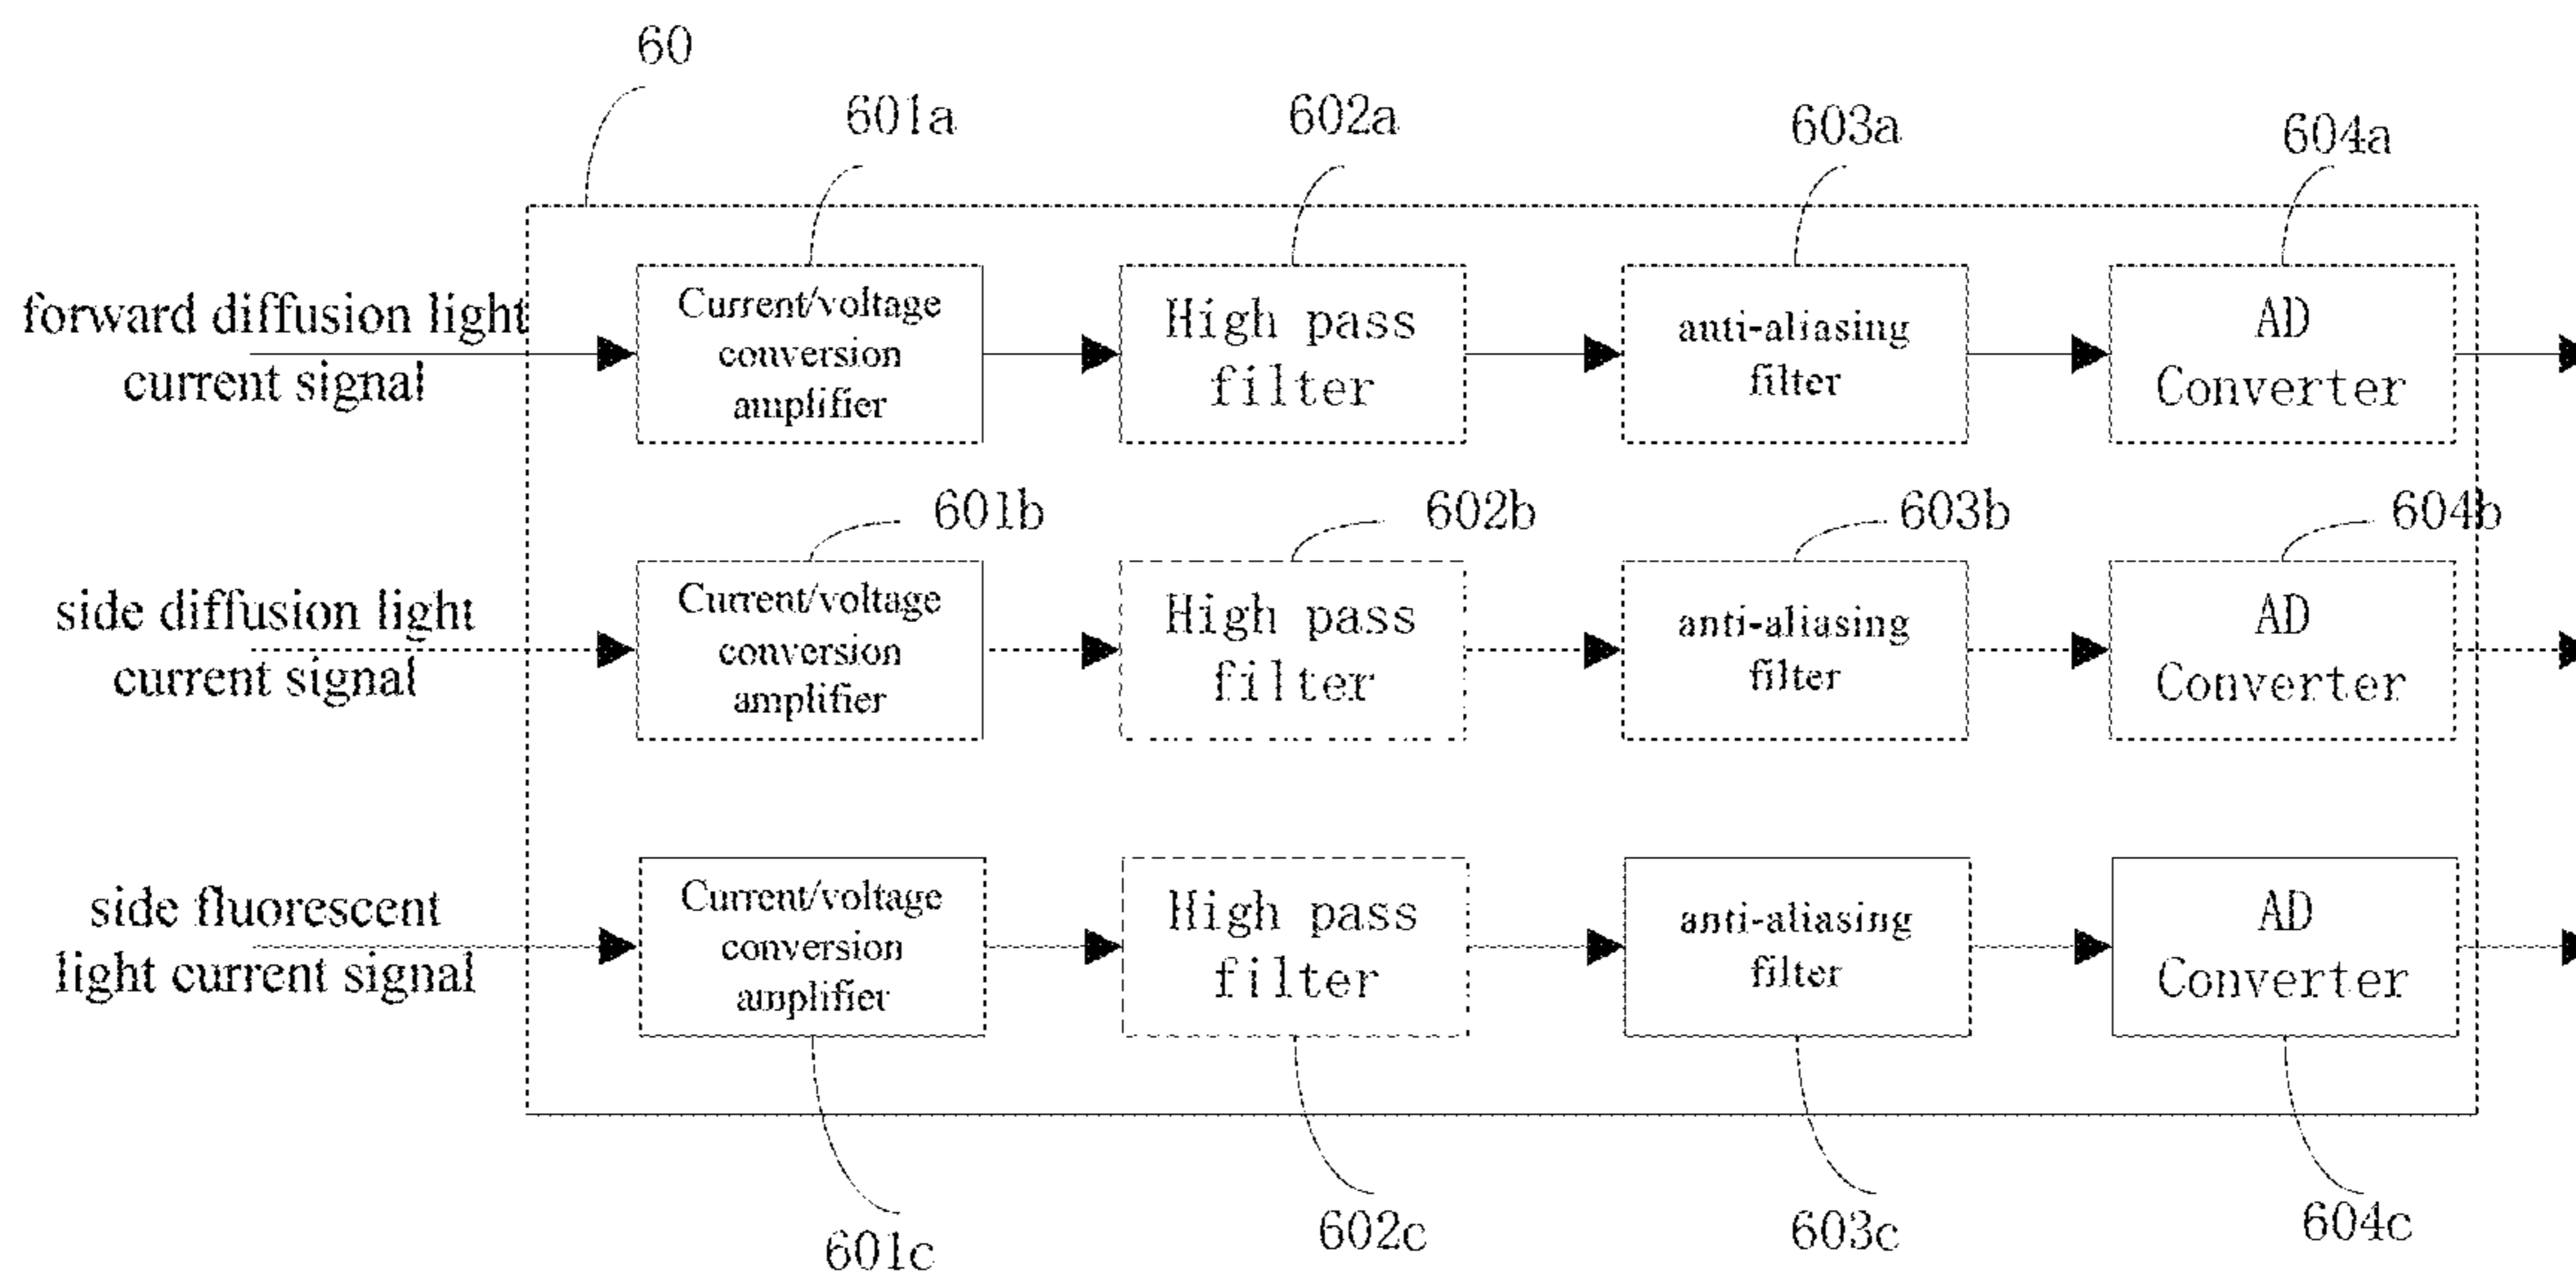 60
601a
602a
603a
604a
forward diffusion light
current signal
Current/voltage
conversion
amplifier
High pass
filter
anti-aliasing
filter
AD
Converter
601b
602b
603b
604b
side diffusion light
current signal
Current/voltage
conversion
amplifier
High pass
filter
anti-aliasing
filter
AD
Converter
side fluorescent
light current signal
Current/voltage
conversion
amplifier
High pass
filter
anti-aliasing
filter
AD
Converter
601c
602c
603c
604c